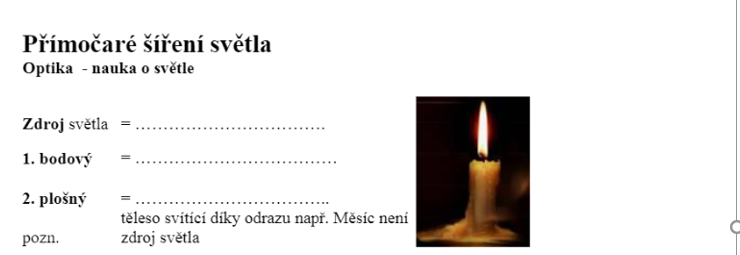 Přímočaré šíření světla
Optika - nauka o světle
Zdroj světla = …………………………….
1. bodový = ………………………………
2. plošný = ……………………………..
těleso svítící díky odrazu např. Měsíc není
pozn. zdroj světla